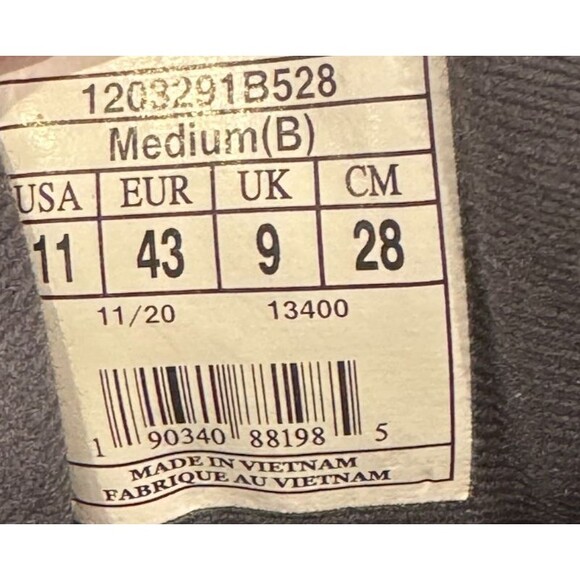 1203291B528
Medium(B)
USA EUR UK CM
11 43 9 28
11/20 13400
1 90340 88198 5
MADE IN VIETNAM
FABRIQUE AU VIETNAM